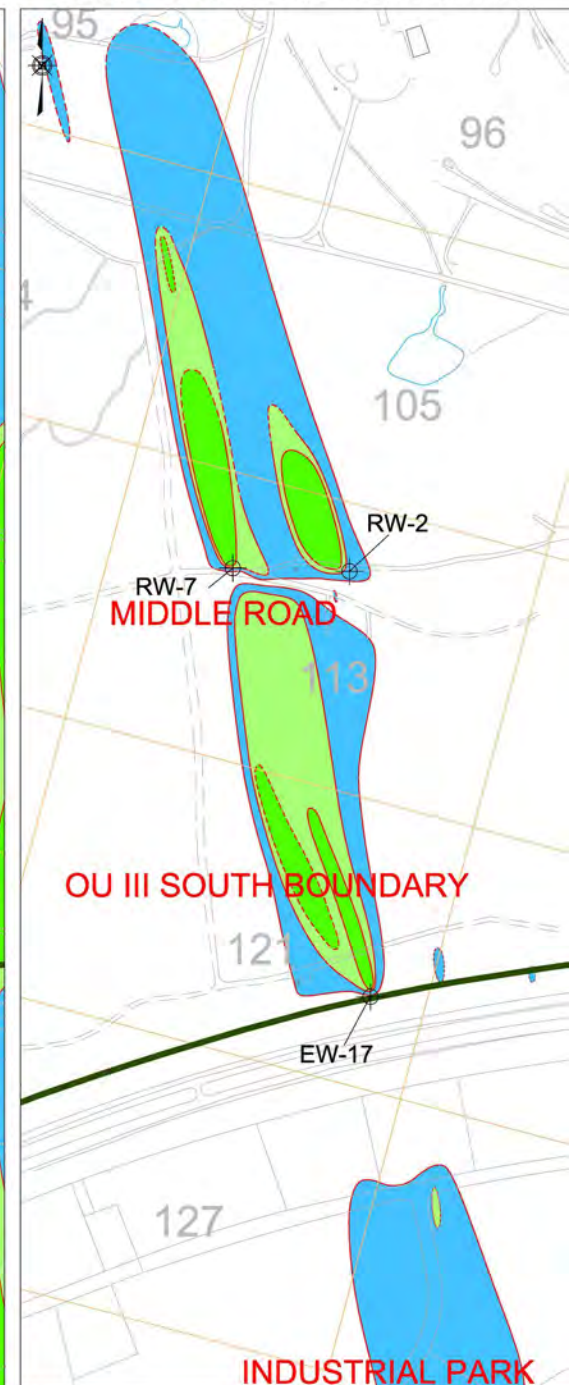 95
96
4
105
RW-2
RW-7
MIDDLE ROAD
113
OU III SOUTH BOUNDARY
121
EW-17
127
INDUSTRIAL PARK